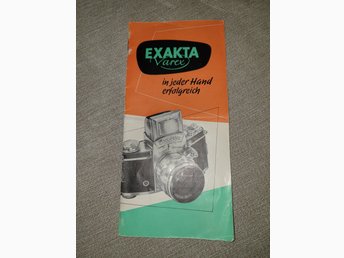 EXAKTA
Varex
in jeder Hand
erfolgreich